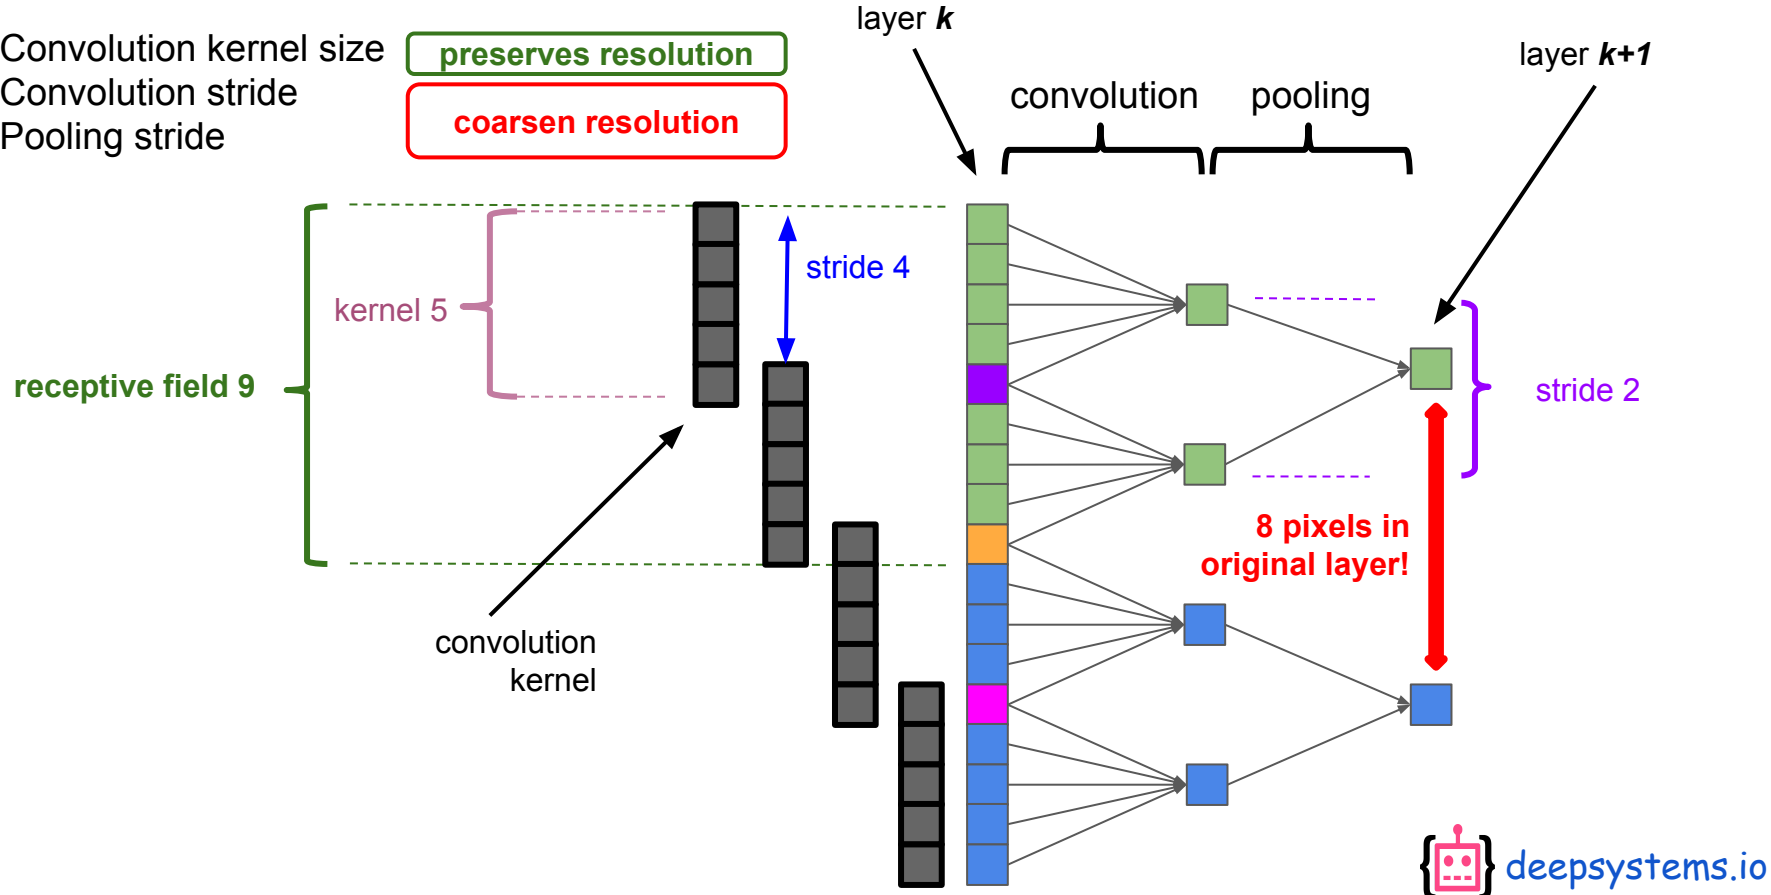 layer k
Convolution kernel size
preserves resolution
layer k+1
Convolution stride
coarsen resolution
convolution
pooling
Pooling stride
stride 4
kernel 5
receptive field 9
stride 2
8 pixels in
original layer!
convolution
kernel
deepsystems.io